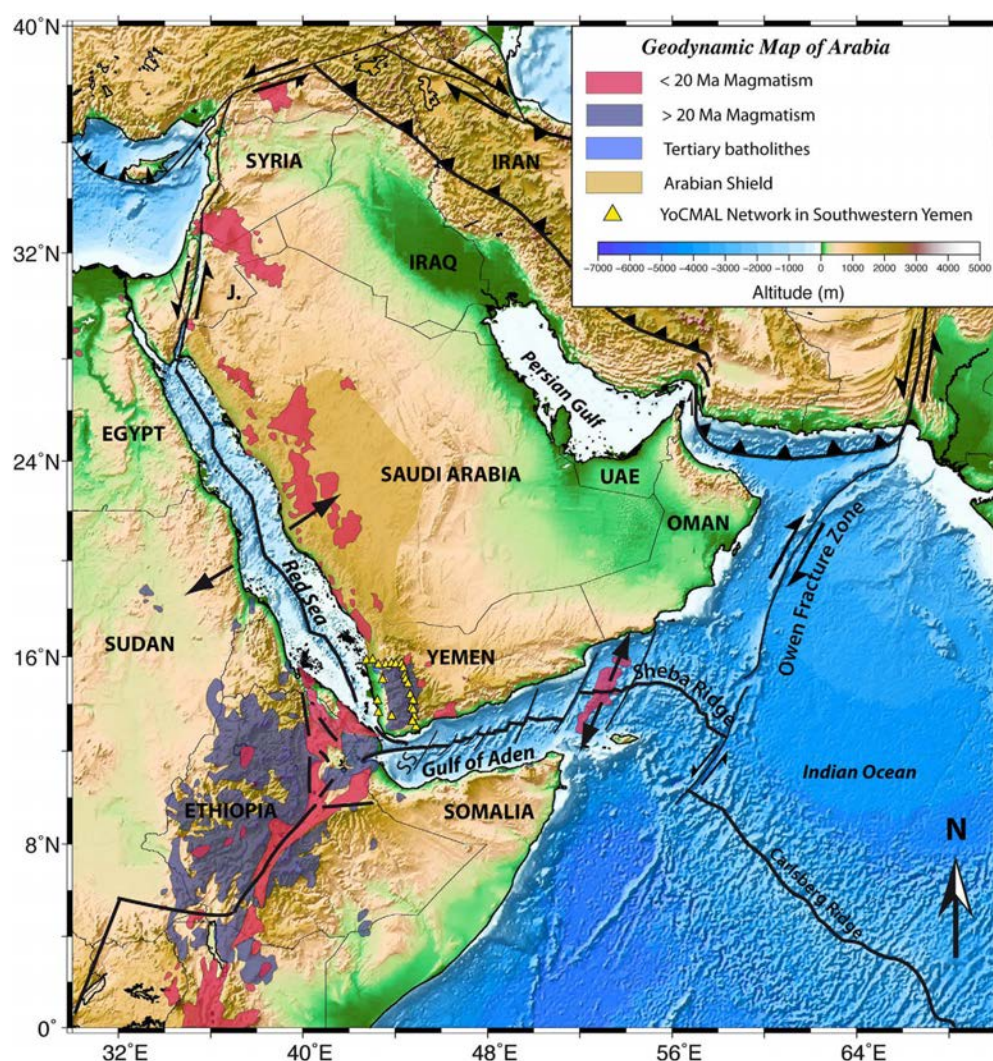 40°N
Geodynamic Map of Arabia
< 20 Ma Magmatism
> 20 Ma Magmatism
Tertiary batholithes
Arabian Shield
YoCMAL Network in Southwestern Yemen
−7000 −6000 −5000 −4000 −3000 −2000 −1000 0 1000 2000 3000 4000 5000
Altitude (m)
SYRIA
IRAN
32°N
IRAQ
J.
Persian Gulf
EGYPT
24°N
SAUDI ARABIA
UAE
OMAN
Owen Fracture Zone
Red Sea
SUDAN
16°N
YEMEN
Sheba Ridge
Gulf of Aden
Indian Ocean
ETHIOPIA
SOMALIA
8°N
N
Carlsberg Ridge
0°
32°E
40°E
48°E
56°E
64°E